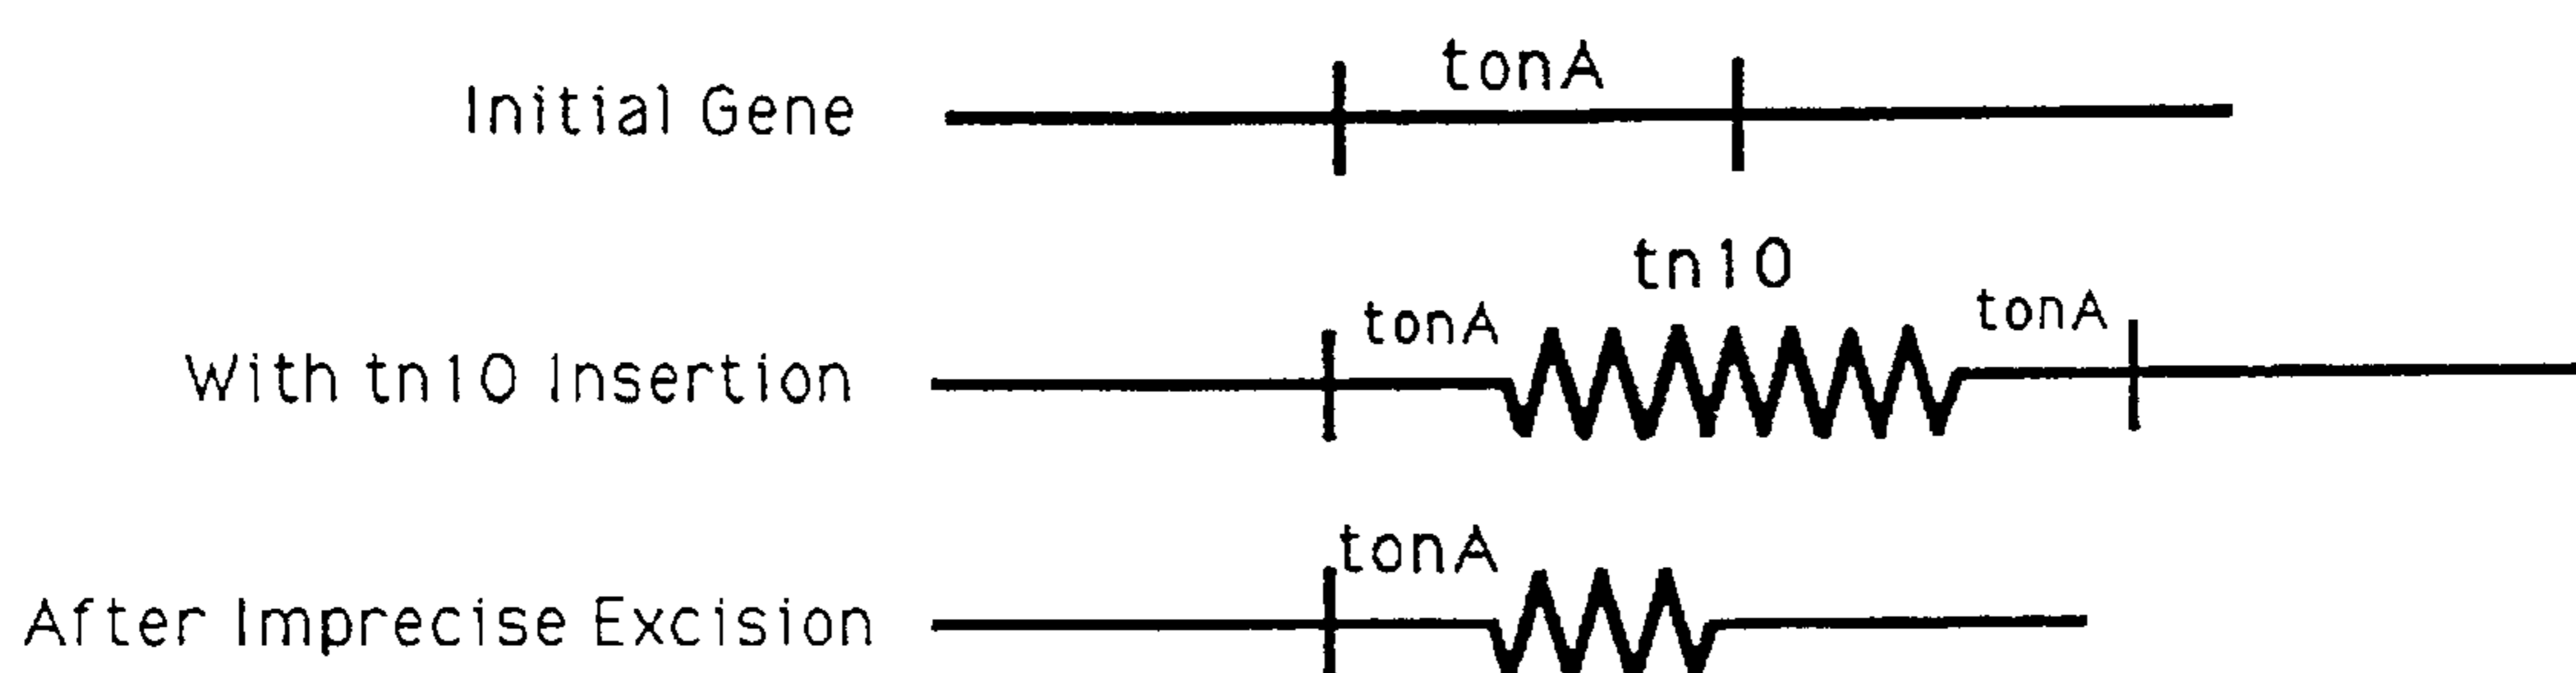 tonA
Initial Gene
tn10
tonA
tonA
With tn10 Insertion
tonA
After Imprecise Excision